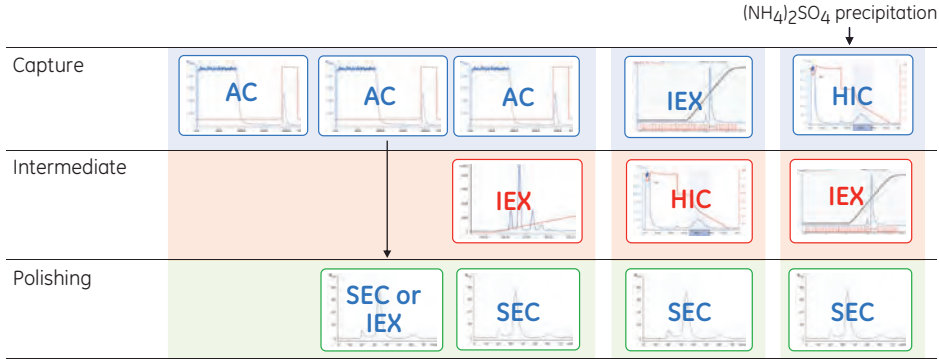 (NH4)2SO4 precipitation
Capture
AC
AC
AC
IEX
HIC
Intermediate
IEX
HIC
IEX
Polishing
SEC or
IEX
SEC
SEC
SEC